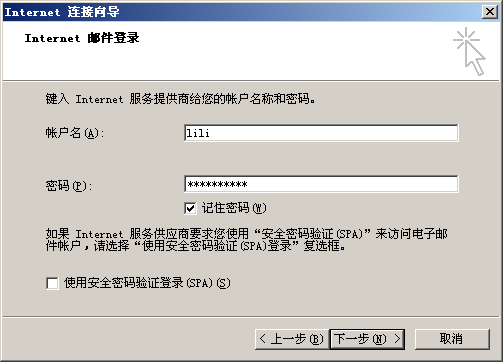 Internet 连接向导
Internet 邮件登录
键入 Internet 服务提供商给您的帐户名称和密码。
帐户名(A):
lili
密码(P):
**********
记住密码(W)
如果 Internet 服务供应商要求您使用“安全密码验证(SPA)”来访问电子邮
件帐户，请选择“使用安全密码验证(SPA)登录”复选框。
使用安全密码验证登录(SPA)(S)
< 上一步(B)
下一步(N) >
取消